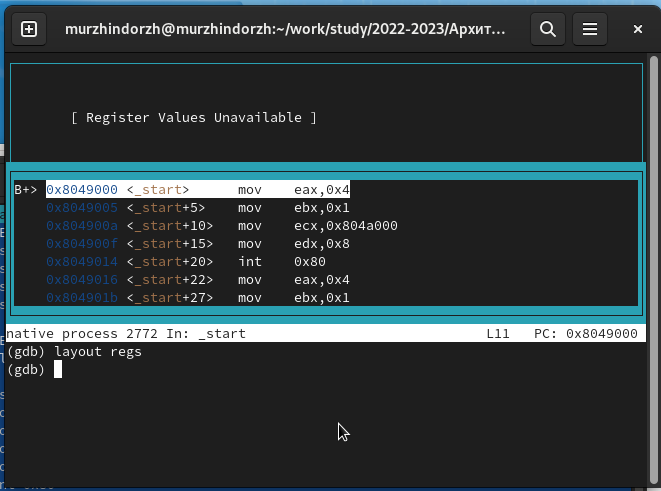 murzhindorzh@murzhindorzh:~/work/study/2022-2023/Архит...
[ Register Values Unavailable ]
B+> 0x8049000 <_start> mov eax,0x4
0x8049005 <_start+5> mov ebx,0x1
0x804900a <_start+10> mov ecx,0x804a000
0x804900f <_start+15> mov edx,0x8
0x8049014 <_start+20> int 0x80
0x8049016 <_start+22> mov eax,0x4
0x804901b <_start+27> mov ebx,0x1
native process 2772 In: _start L11 PC: 0x8049000
(gdb) layout regs
(gdb)